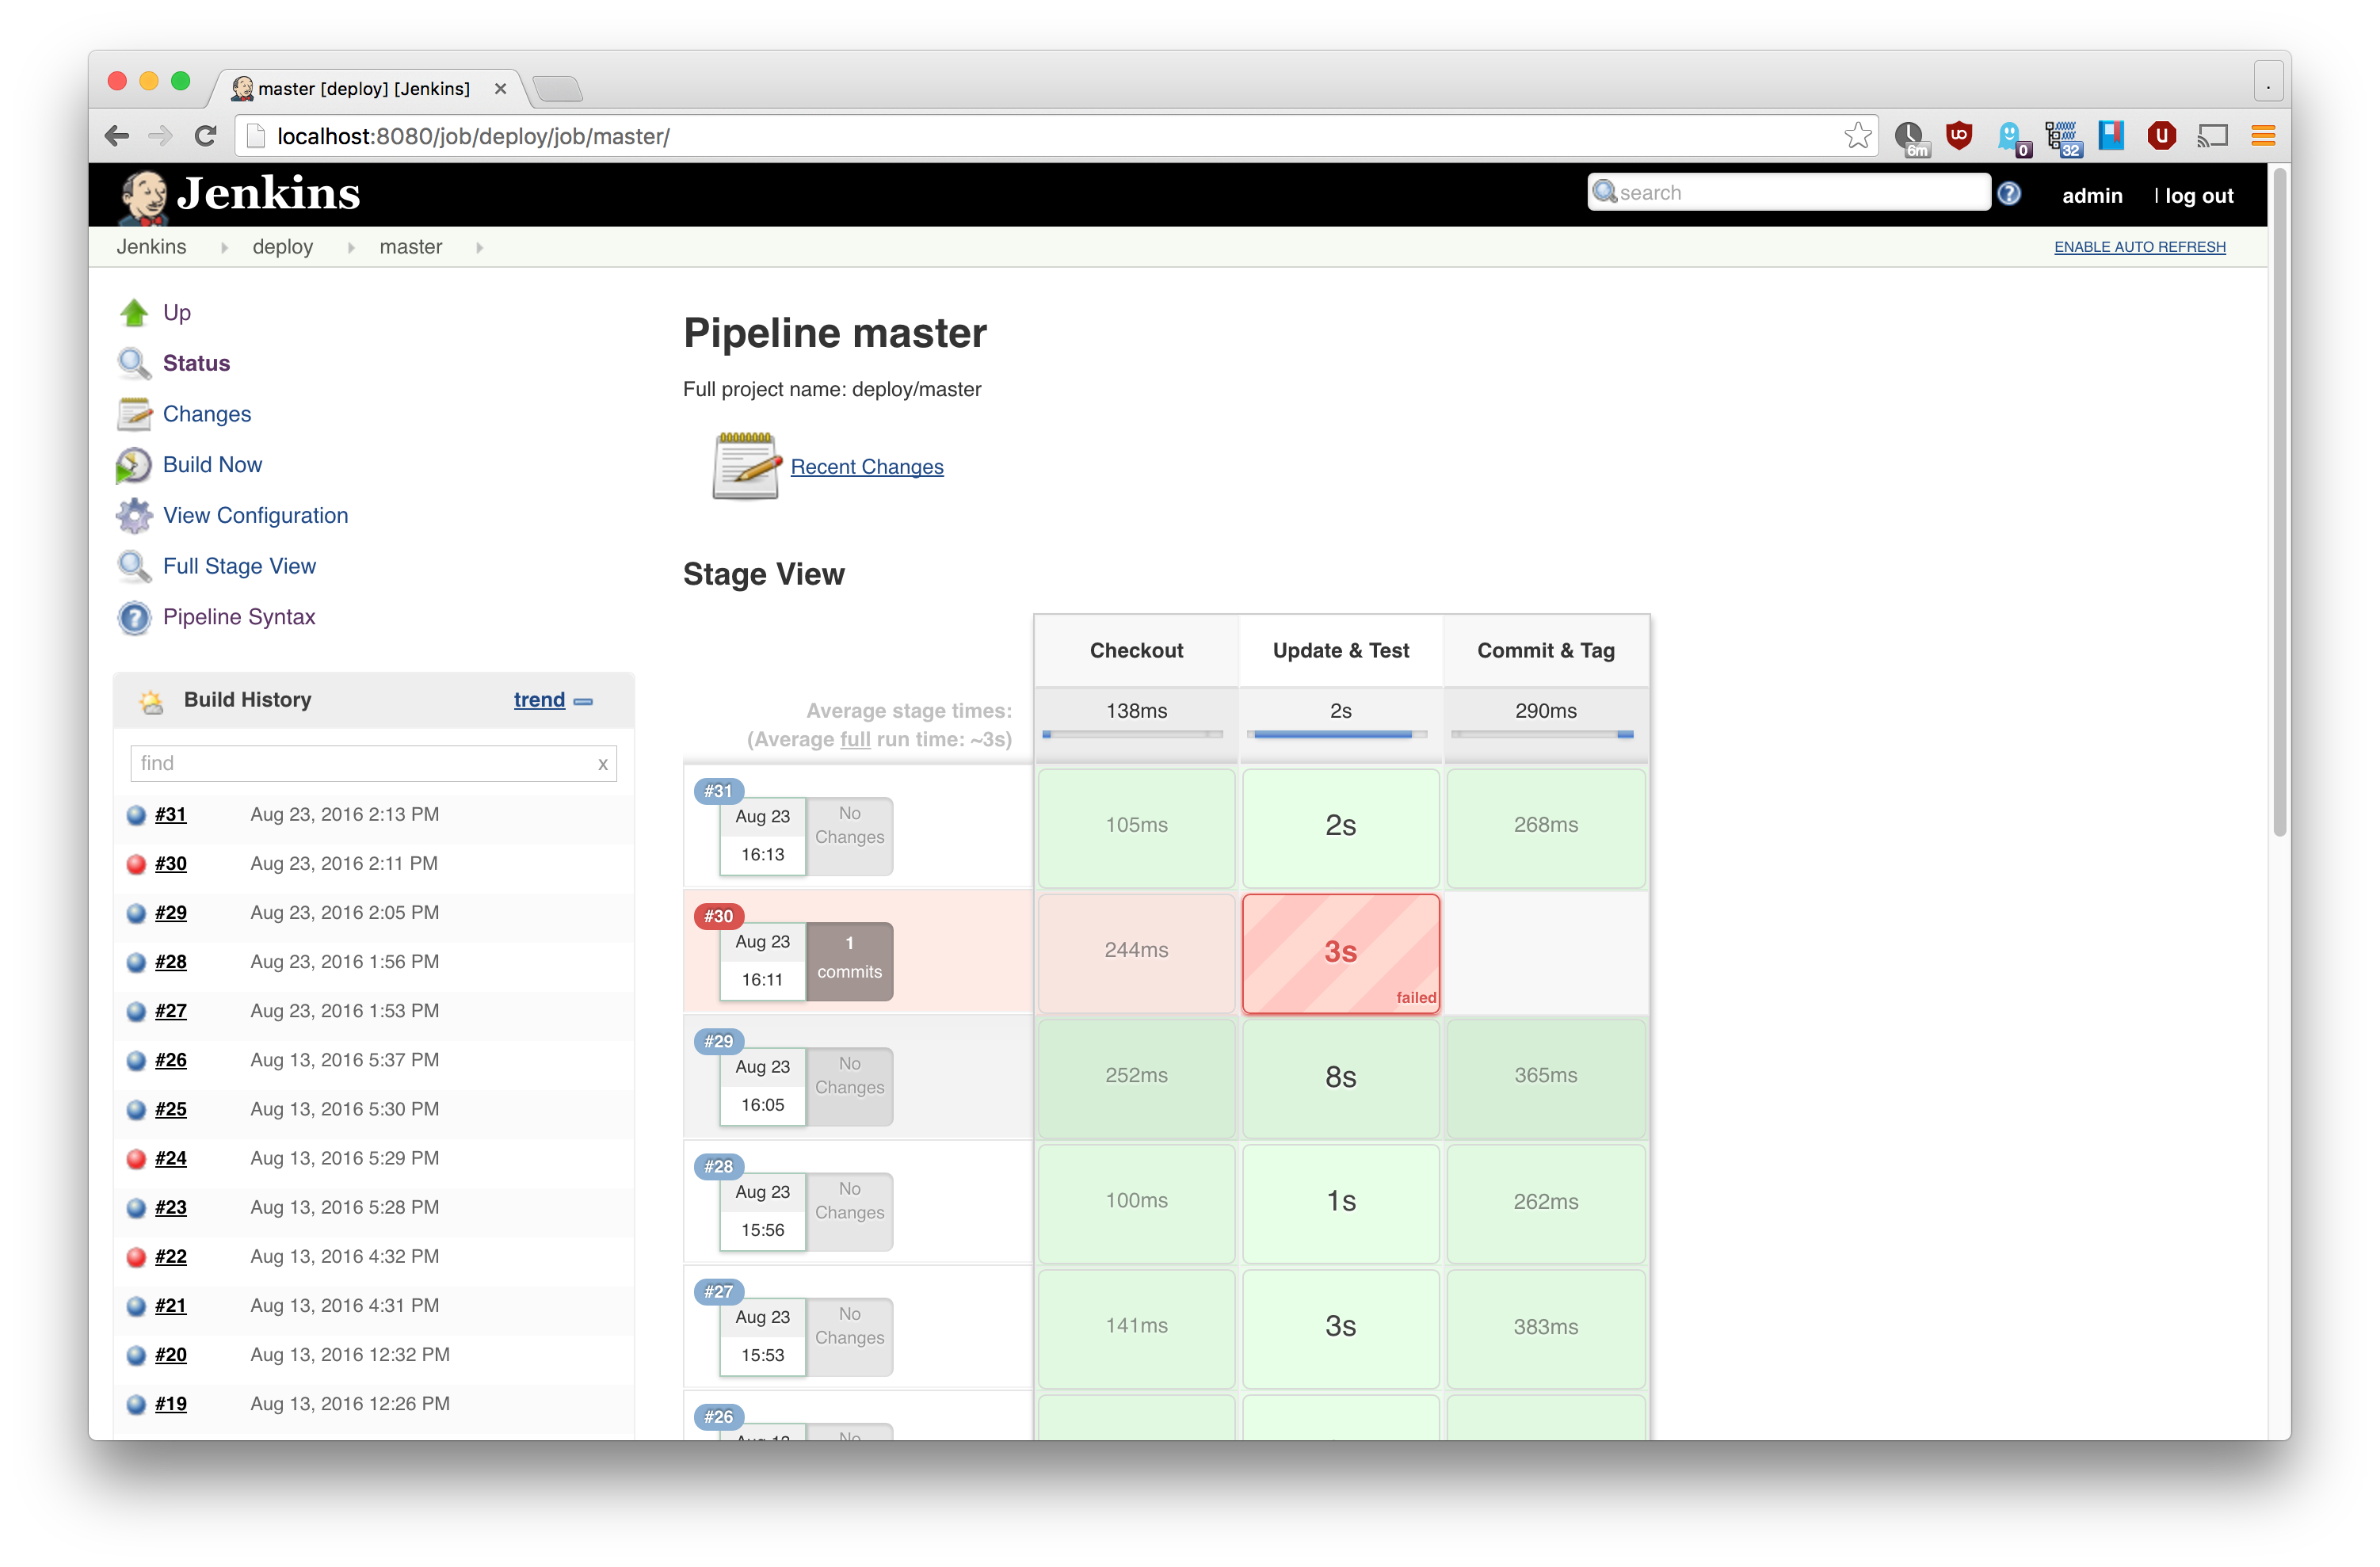 master [deploy] [Jenkins]
localhost:8080/job/deploy/job/master/
6m
0
32
Jenkins
search
admin
| log out
Jenkins
deploy
master
ENABLE AUTO REFRESH
Up
Status
Changes
Build Now
View Configuration
Full Stage View
Pipeline Syntax
Build History
trend
find
x
#31 Aug 23, 2016 2:13 PM
#30 Aug 23, 2016 2:11 PM
#29 Aug 23, 2016 2:05 PM
#28 Aug 23, 2016 1:56 PM
#27 Aug 23, 2016 1:53 PM
#26 Aug 13, 2016 5:37 PM
#25 Aug 13, 2016 5:30 PM
#24 Aug 13, 2016 5:29 PM
#23 Aug 13, 2016 5:28 PM
#22 Aug 13, 2016 4:32 PM
#21 Aug 13, 2016 4:31 PM
#20 Aug 13, 2016 12:32 PM
#19 Aug 13, 2016 12:26 PM
Pipeline master
Full project name: deploy/master
Recent Changes
Stage View
Checkout Update & Test Commit & Tag
Average stage times:
(Average full run time: ~3s)
138ms 2s 290ms
#31
Aug 23
16:13
No
Changes
105ms 2s 268ms
#30
Aug 23
16:11
1
commits
244ms 3s
failed
#29
Aug 23
16:05
No
Changes
252ms 8s 365ms
#28
Aug 23
15:56
No
Changes
100ms 1s 262ms
#27
Aug 23
15:53
No
Changes
141ms 3s 383ms
#26
Aug 13
No